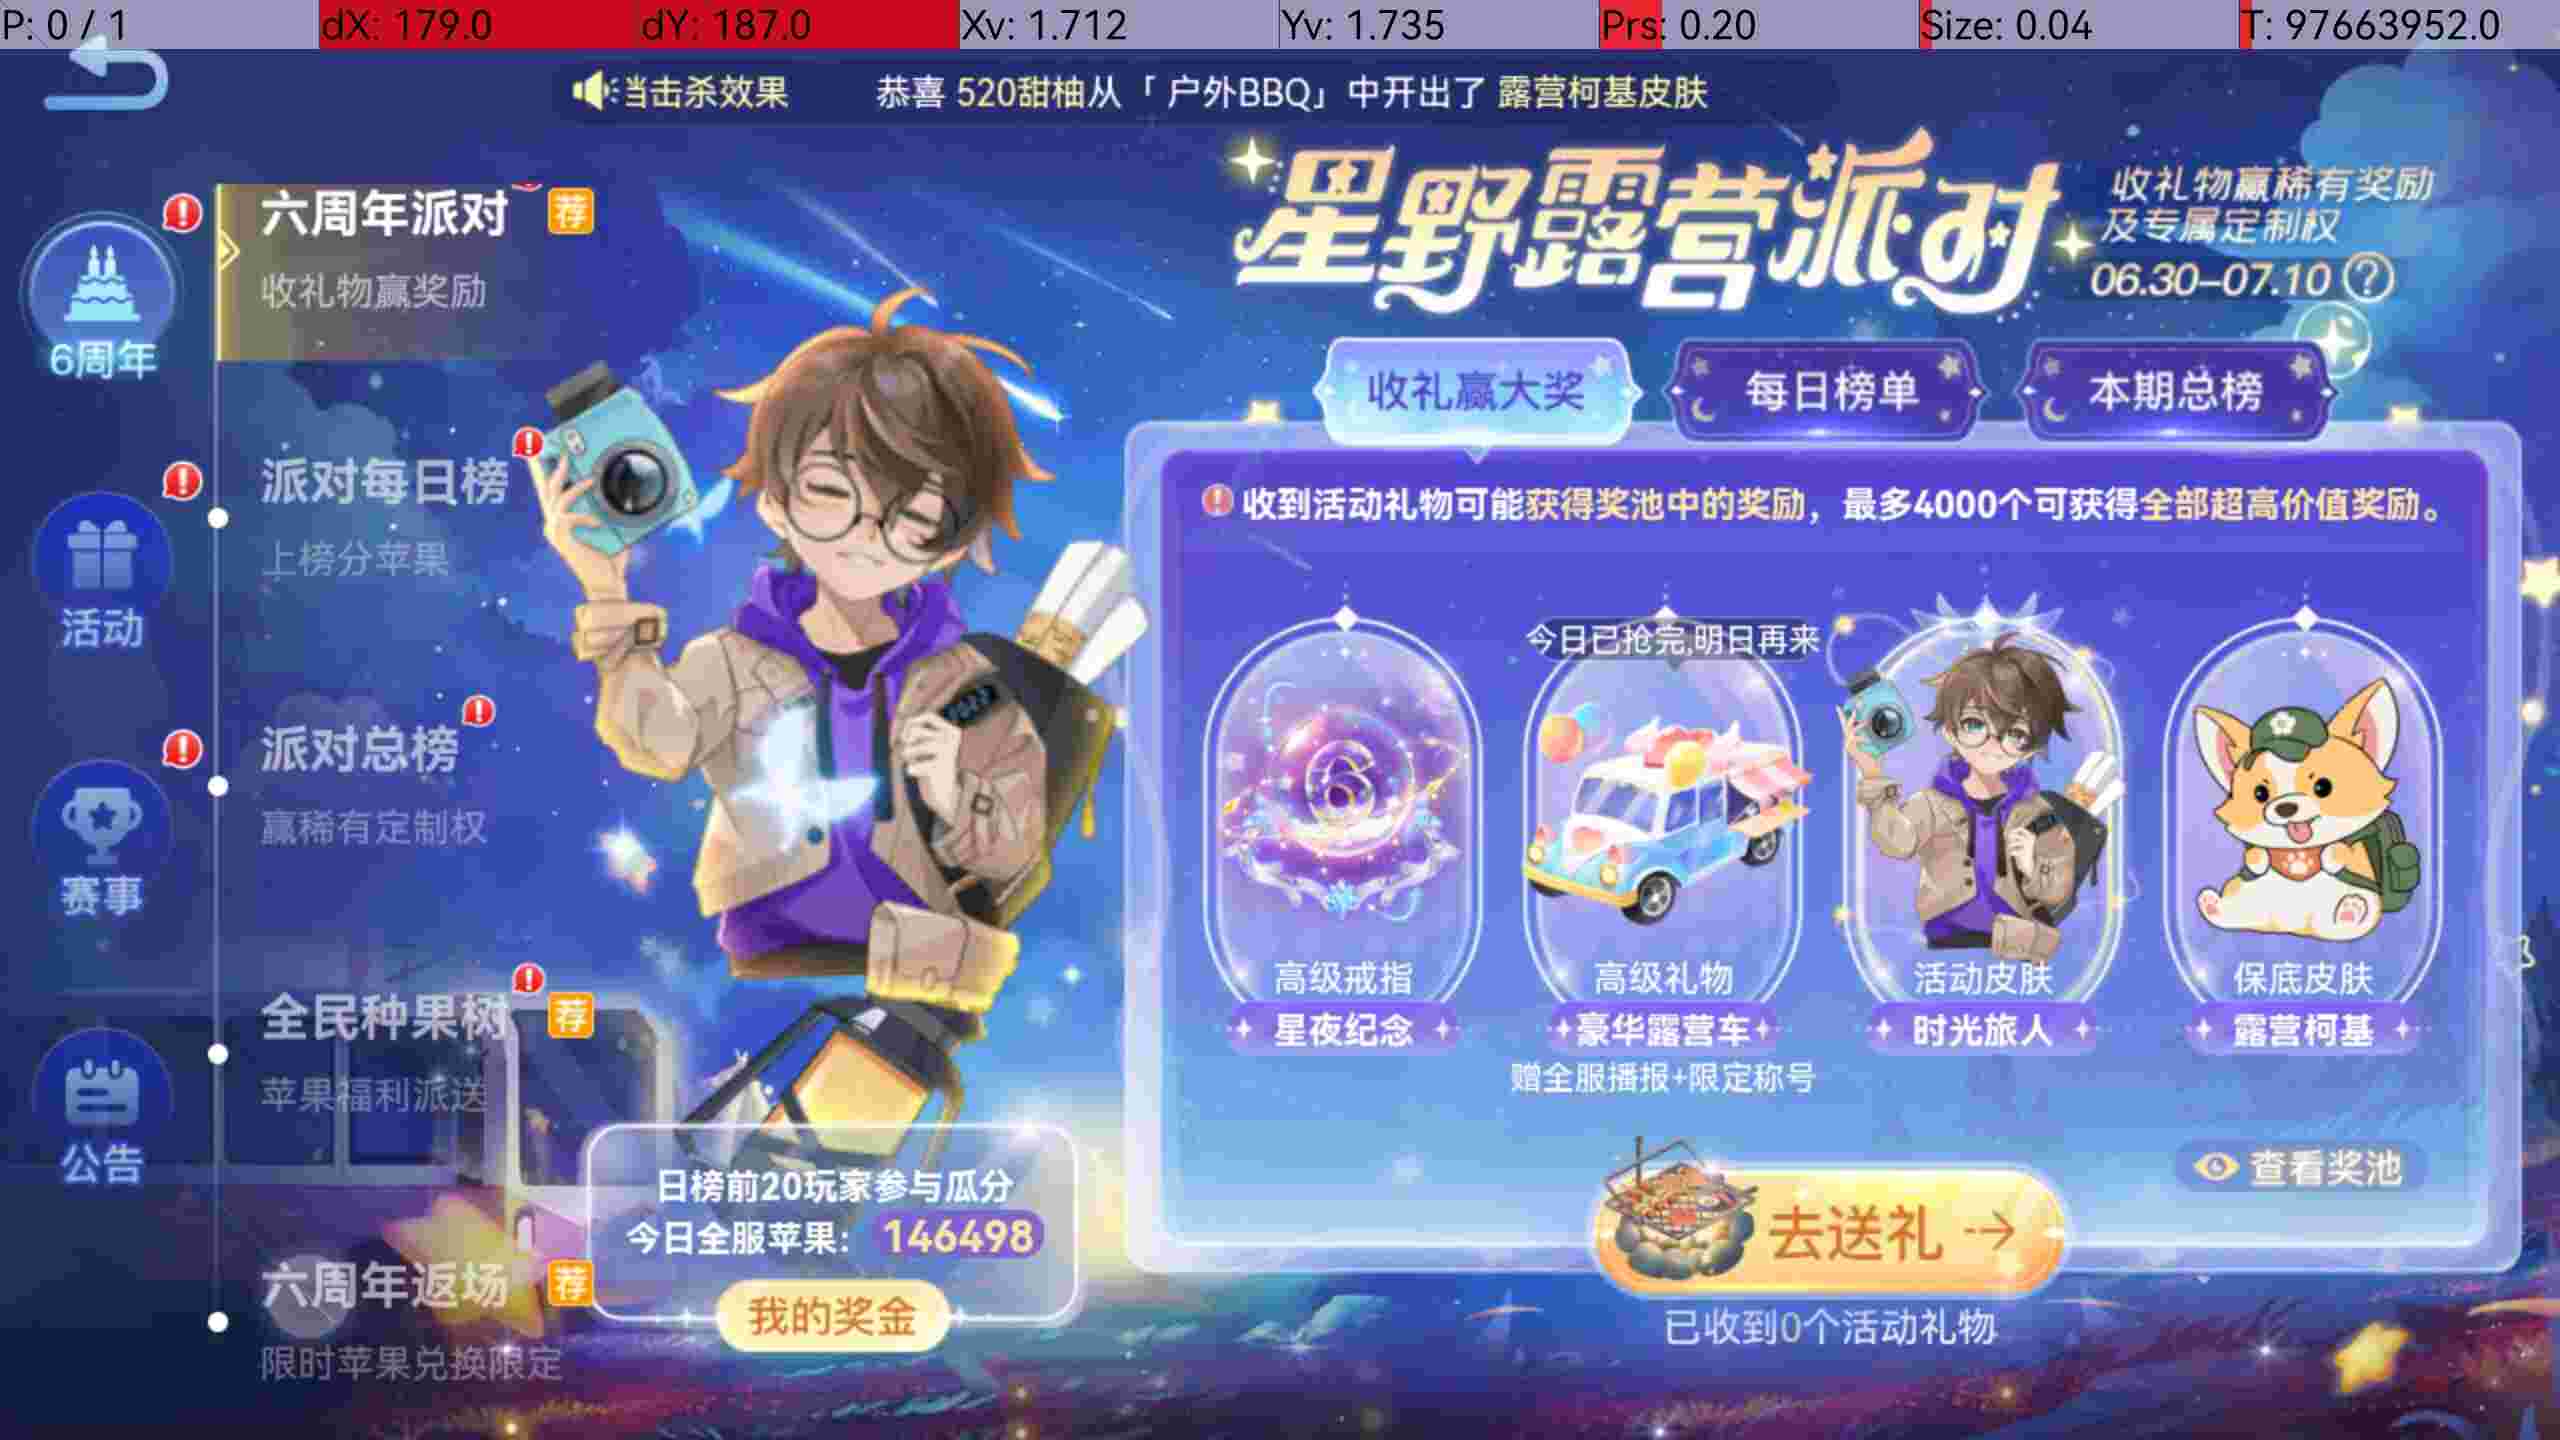 P: 0 / 1
dX: 179.0
dY: 187.0
Xv: 1.712
Yv: 1.735
Prs: 0.20
Size: 0.04
T: 97663952.0
当击杀效果 恭喜 520甜柚从「 户外BBQ」中开出了 露营柯基皮肤
星野露营派对
收礼物赢稀有奖励
及专属定制权
06.30-07.10
?
6周年
活动
赛事
公告
六周年派对 荐
收礼物赢奖励
派对每日榜
上榜分苹果
派对总榜
赢稀有定制权
全民种果树 荐
苹果福利派送
六周年返场 荐
限时苹果兑换限定
日榜前20玩家参与瓜分
今日全服苹果: 146498
我的奖金
收礼赢大奖
每日榜单
本期总榜
收到活动礼物可能获得奖池中的奖励，最多4000个可获得全部超高价值奖励。
6
高级戒指
星夜纪念
今日已抢完,明日再来
高级礼物
豪华露营车
赠全服播报+限定称号
活动皮肤
时光旅人
保底皮肤
露营柯基
查看奖池
去送礼
已收到0个活动礼物